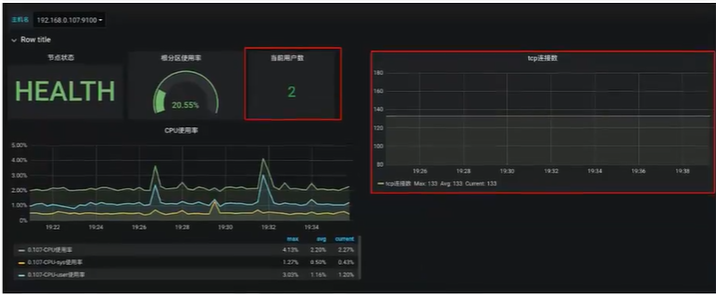 主机名 192.168.0.107:9100
Row title
节点状态
HEALTH
根分区使用率
20.55%
当前用户数
2
tcp连接数
180
160
140
120
100
80
19:26 19:28 19:30 19:32 19:34 19:36 19:38
tcp连接数 Max: 133 Avg: 133 Current: 133
CPU使用率
5.00%
4.00%
3.00%
2.00%
1.00%
0%
19:22 19:24 19:26 19:28 19:30 19:32 19:34
max avg current
0.107-CPU使用率 4.13% 2.20% 2.27%
0.107-CPU-sys使用率 1.27% 0.50% 0.43%
0.107-CPU-user使用率 3.03% 1.16% 1.20%